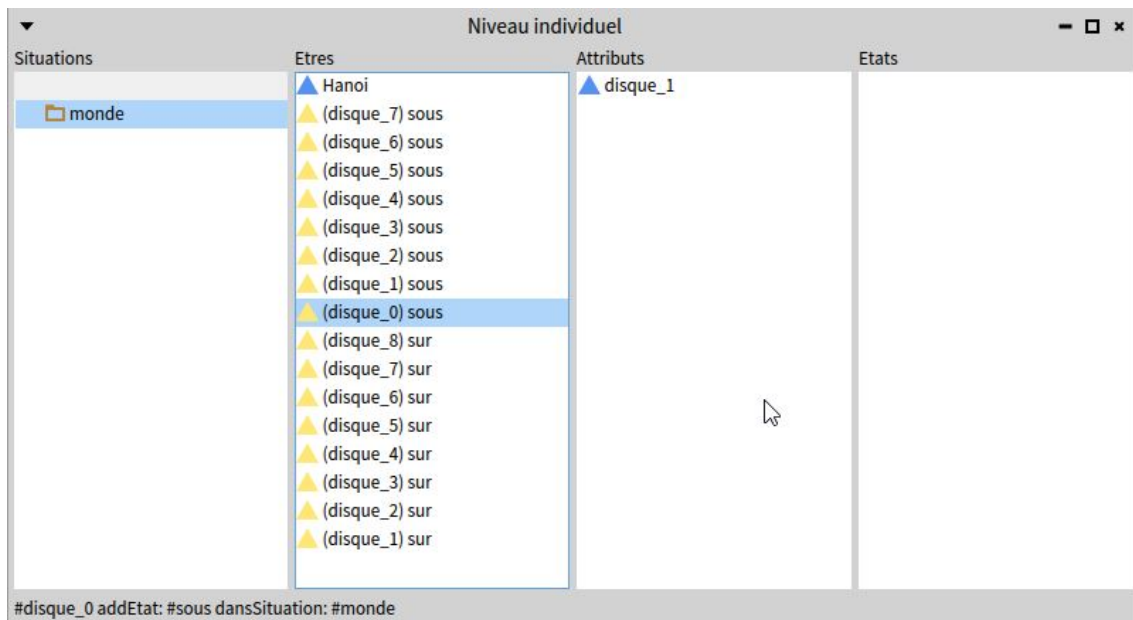 Niveau individuel
Situations Etres Attributs Etats
monde
Hanoi
(disque_7) sous
(disque_6) sous
(disque_5) sous
(disque_4) sous
(disque_3) sous
(disque_2) sous
(disque_1) sous
(disque_0) sous
(disque_8) sur
(disque_7) sur
(disque_6) sur
(disque_5) sur
(disque_4) sur
(disque_3) sur
(disque_2) sur
(disque_1) sur
disque_1
#disque_0 addEtat: #sous dansSituation: #monde